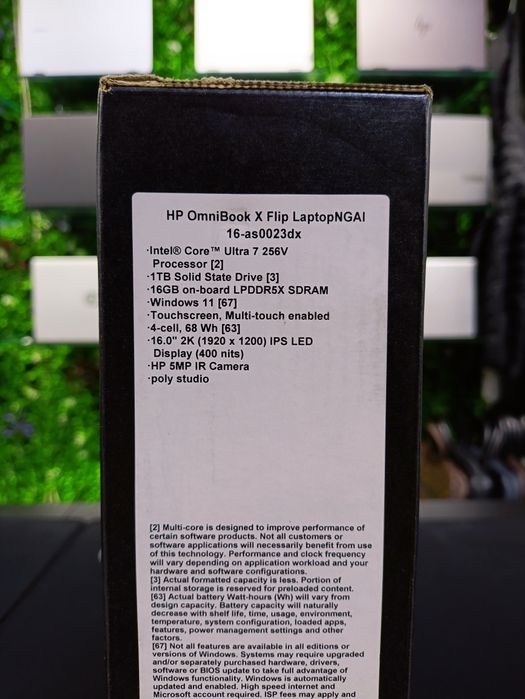 HP OmniBook X Flip LaptopNGAI
16-as0023dx
·Intel® Core™ Ultra 7 256V
Processor [2]
·1TB Solid State Drive [3]
·16GB on-board LPDDR5X SDRAM
·Windows 11 [67]
·Touchscreen, Multi-touch enabled
·4-cell, 68 Wh [63]
·16.0" 2K (1920 x 1200) IPS LED
Display (400 nits)
·HP 5MP IR Camera
·poly studio
[2] Multi-core is designed to improve performance of
certain software products. Not all customers or
software applications will necessarily benefit from use
of this technology. Performance and clock frequency
will vary depending on application workload and your
hardware and software configurations.
[3] Actual formatted capacity is less. Portion of
internal storage is reserved for preloaded content.
[63] Actual battery Watt-hours (Wh) will vary from
design capacity. Battery capacity will naturally
decrease with shelf life, time, usage, environment,
temperature, system configuration, loaded apps,
features, power management settings and other
factors.
[67] Not all features are available in all editions or
versions of Windows. Systems may require upgraded
and/or separately purchased hardware, drivers,
software or BIOS update to take full advantage of
Windows functionality. Windows is automatically
updated and enabled. High speed internet and
Microsoft account required. ISP fees may apply and